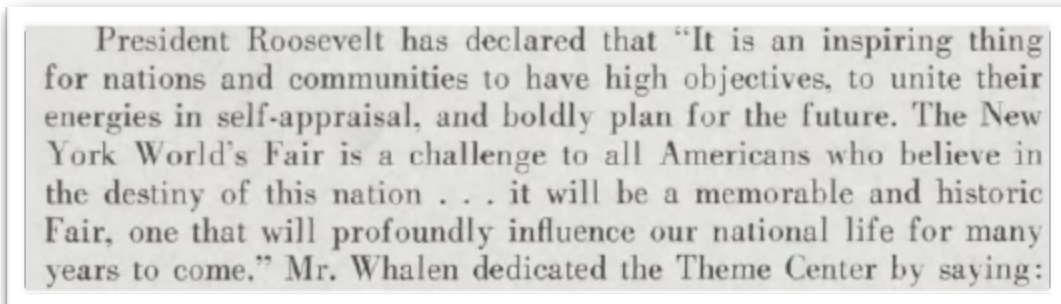 President Roosevelt has declared that “It is an inspiring thing
for nations and communities to have high objectives, to unite their
energies in self-appraisal, and boldly plan for the future. The New
York World's Fair is a challenge to all Americans who believe in
the destiny of this nation . . . it will be a memorable and historic
Fair, one that will profoundly influence our national life for many
years to come.” Mr. Whalen dedicated the Theme Center by saying: